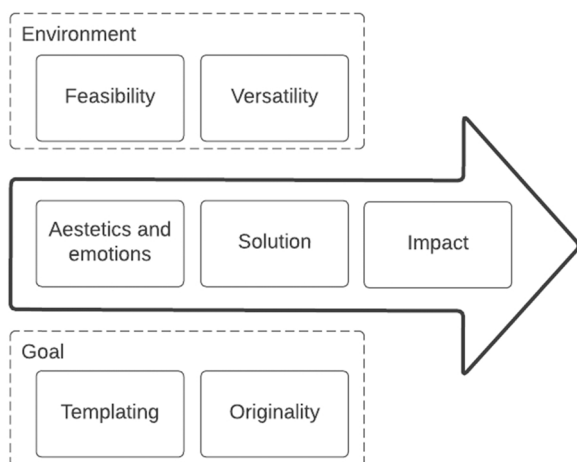 Environment
Feasibility
Versatility
Aestetics and
emotions
Solution
Impact
Goal
Templating
Originality